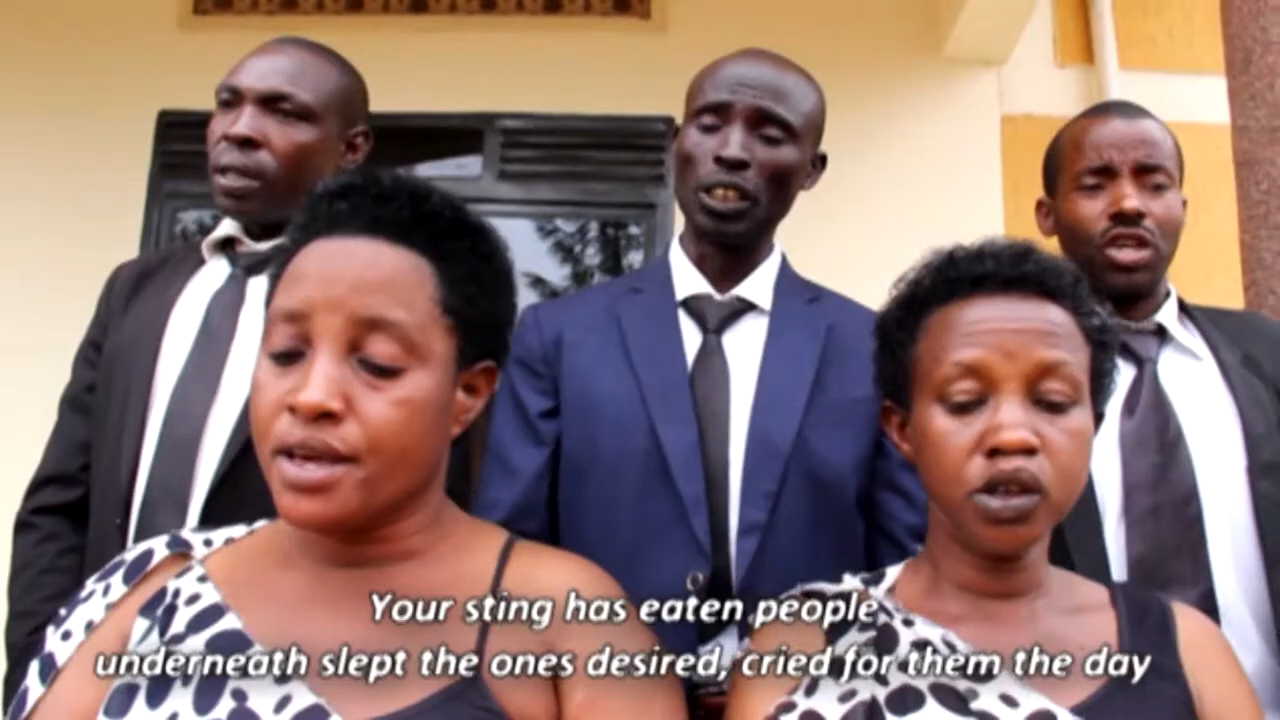 Your sting has eaten people
underneath slept the ones desired, cried for them the day